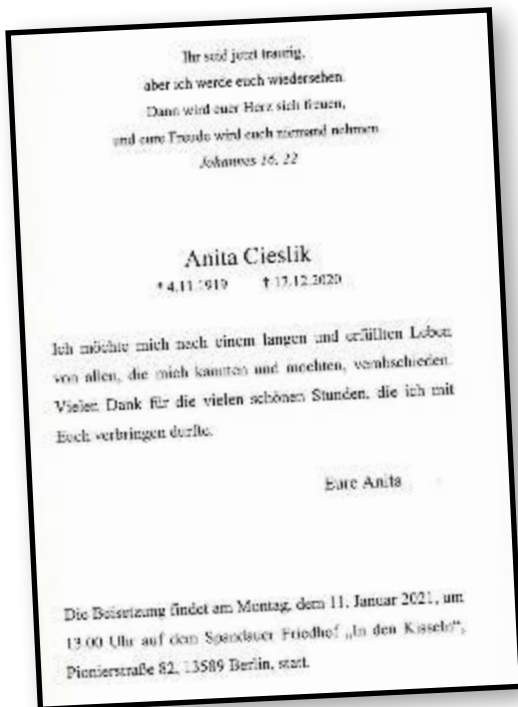 Ihr seid jetzt traurig,
aber ich werde euch wiedersehen.
Dann wird euer Herz sich freuen,
und eure Freude wird euch niemand nehmen
Johannes 16, 22
Anita Cieslik
* 4.11.1919 † 17.12.2020
Ich möchte mich nach einem langen und erfüllten Leben
von allen, die mich kannten und mochten, verabschieden.
Vielen Dank für die vielen schönen Stunden, die ich mit
Euch verbringen durfte.
Eure Anita
Die Beisetzung findet am Montag, dem 11. Januar 2021, um
13.00 Uhr auf dem Spandauer Friedhof „In den Kisseln“,
Pionierstraße 82, 13589 Berlin, statt.